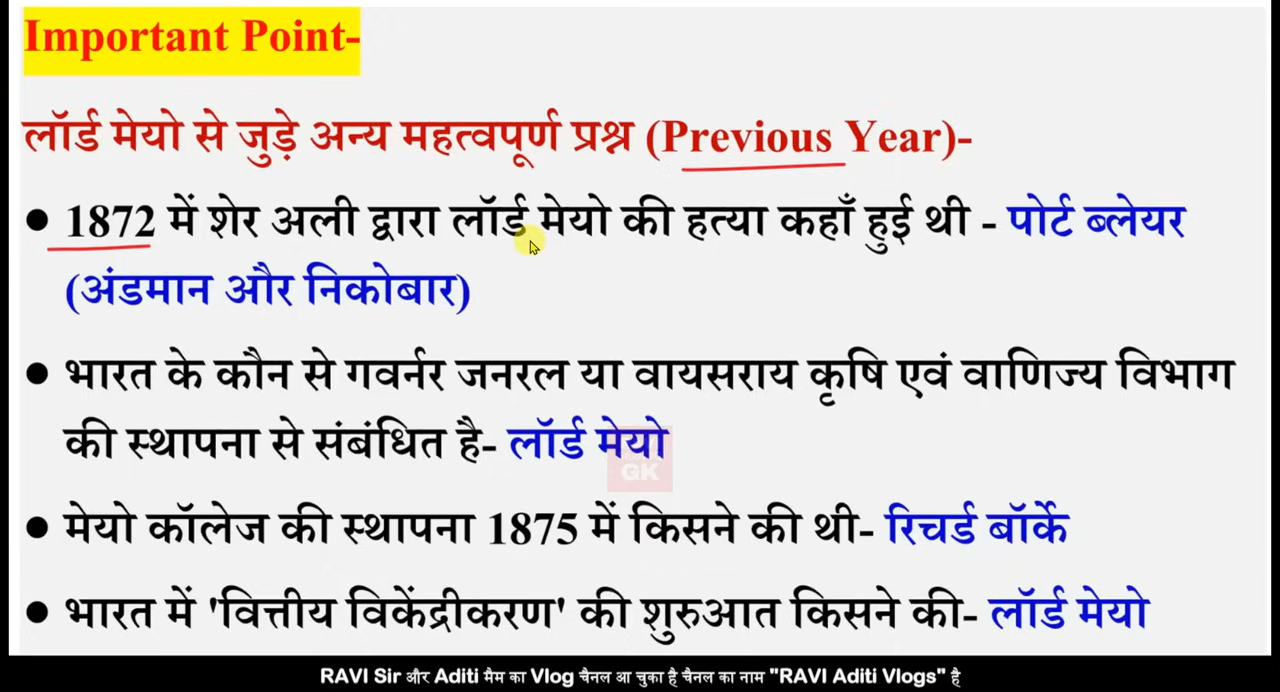 Important Point-
लॉर्ड मेयो से जुड़े अन्य महत्वपूर्ण प्रश्न (Previous Year)-
● 1872 में शेर अली द्वारा लॉर्ड मेयो की हत्या कहाँ हुई थी - पोर्ट ब्लेयर
(अंडमान और निकोबार)
● भारत के कौन से गवर्नर जनरल या वायसराय कृषि एवं वाणिज्य विभाग
की स्थापना से संबंधित है- लॉर्ड मेयो
GK
● मेयो कॉलेज की स्थापना 1875 में किसने की थी- रिचर्ड बॉर्के
● भारत में 'वित्तीय विकेंद्रीकरण' की शुरुआत किसने की- लॉर्ड मेयो
RAVI Sir और Aditi मैम का Vlog चैनल आ चुका है चैनल का नाम "RAVI Aditi Vlogs" है